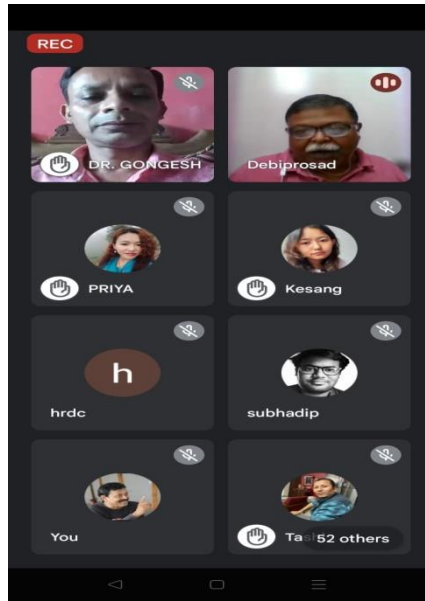 REC
DR. GONGESH
Debiprosad
PRIYA
Kesang
h
hrdc
subhadip
You
52 others